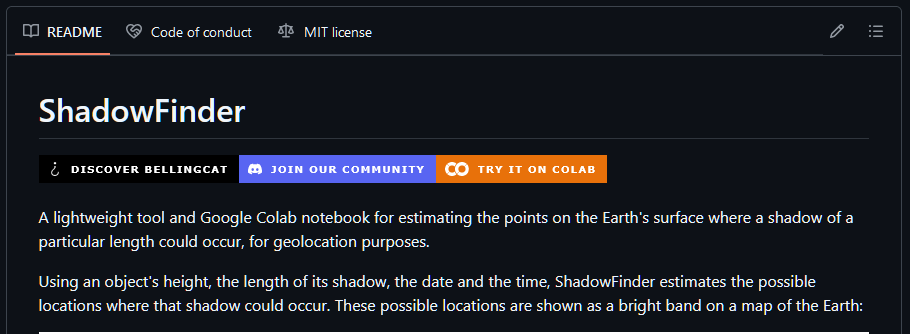 README
Code of conduct
MIT license
ShadowFinder
DISCOVER BELLINGCAT
JOIN OUR COMMUNITY
TRY IT ON COLAB
A lightweight tool and Google Colab notebook for estimating the points on the Earth's surface where a shadow of a
particular length could occur, for geolocation purposes.
Using an object's height, the length of its shadow, the date and the time, ShadowFinder estimates the possible
locations where that shadow could occur. These possible locations are shown as a bright band on a map of the Earth: